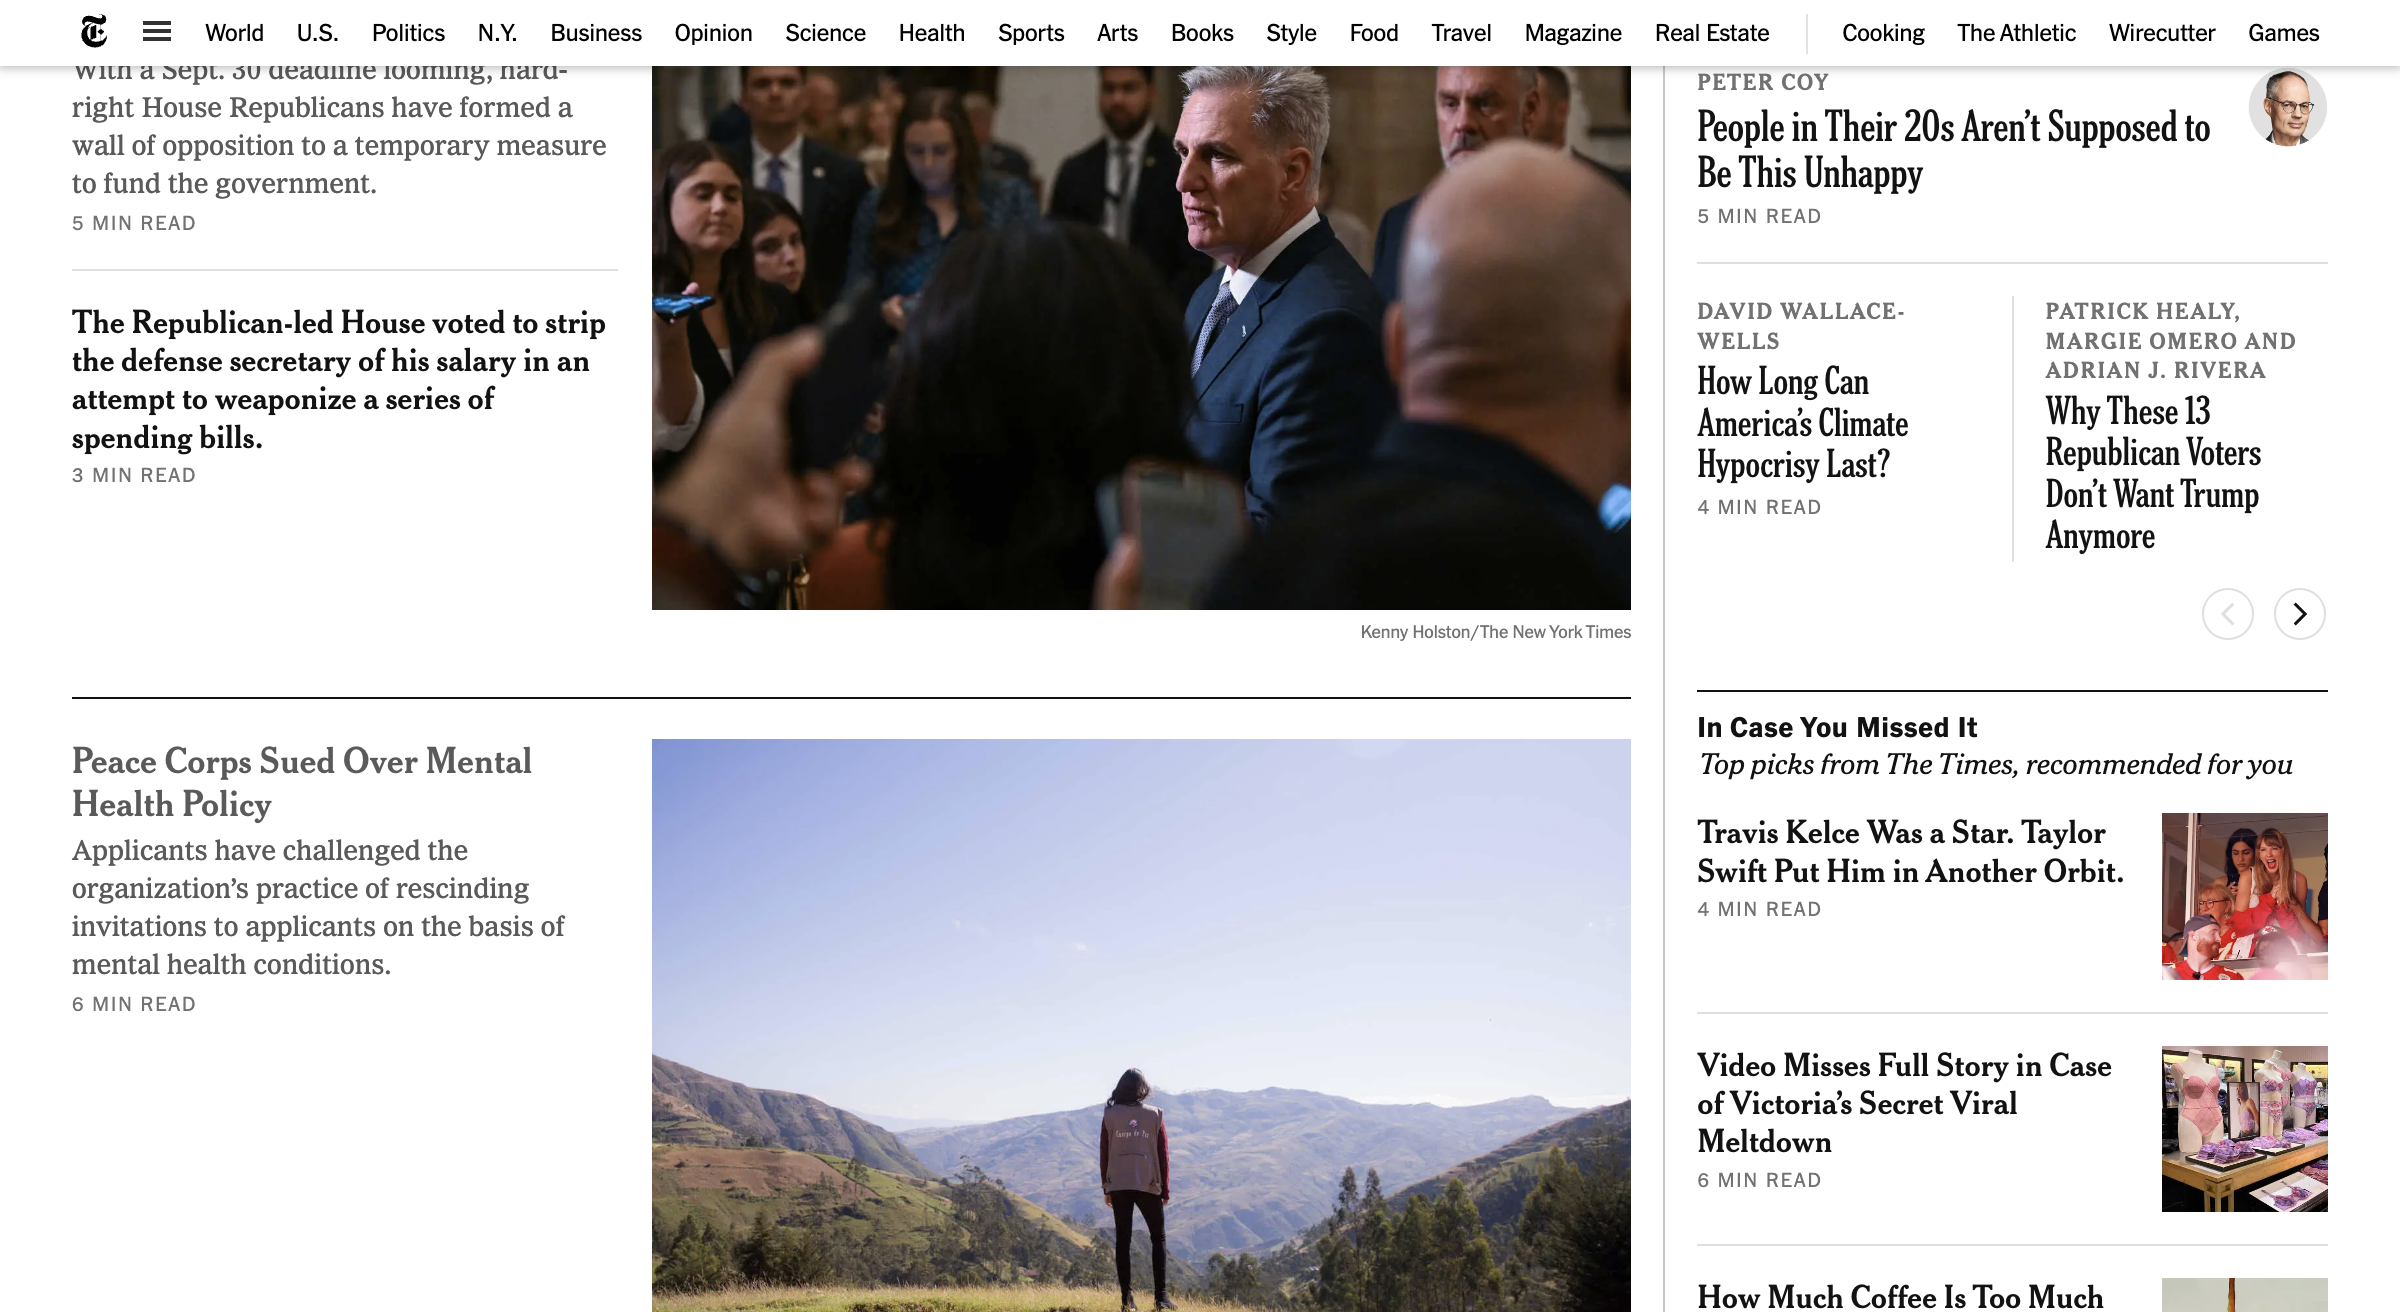 World U.S. Politics N.Y. Business Opinion Science Health Sports Arts Books Style Food Travel Magazine Real Estate Cooking The Athletic Wirecutter Games
With a Sept. 30 deadline looming, hard-
right House Republicans have formed a
wall of opposition to a temporary measure
to fund the government.
5 MIN READ
The Republican-led House voted to strip
the defense secretary of his salary in an
attempt to weaponize a series of
spending bills.
3 MIN READ
Kenny Holston/The New York Times
Peace Corps Sued Over Mental
Health Policy
Applicants have challenged the
organization’s practice of rescinding
invitations to applicants on the basis of
mental health conditions.
6 MIN READ
Cuerpo de Paz
PETER COY
People in Their 20s Aren’t Supposed to
Be This Unhappy
5 MIN READ
DAVID WALLACE-
WELLS
How Long Can
America’s Climate
Hypocrisy Last?
4 MIN READ
PATRICK HEALY,
MARGIE OMERO AND
ADRIAN J. RIVERA
Why These 13
Republican Voters
Don’t Want Trump
Anymore
In Case You Missed It
Top picks from The Times, recommended for you
Travis Kelce Was a Star. Taylor
Swift Put Him in Another Orbit.
4 MIN READ
Video Misses Full Story in Case
of Victoria’s Secret Viral
Meltdown
6 MIN READ
How Much Coffee Is Too Much